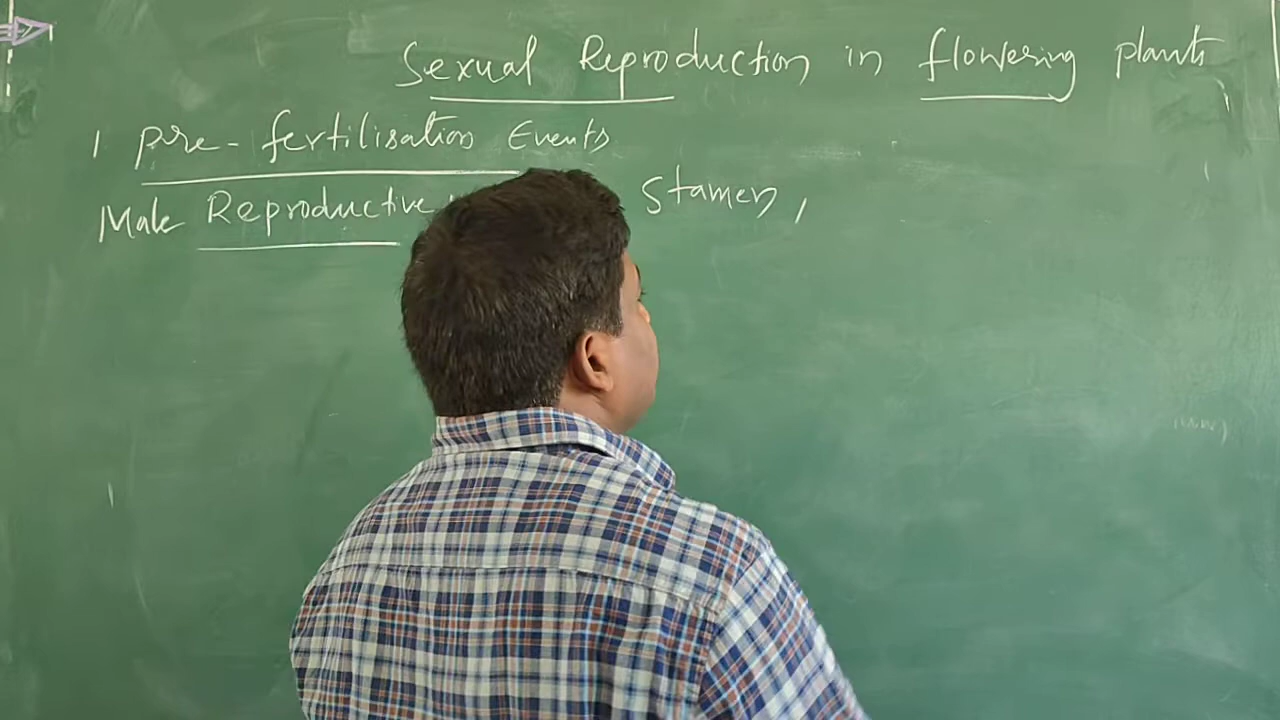 Sexual Reproduction in flowering plants
1 pre-fertilisation Events
Male Reproductive Stamen,